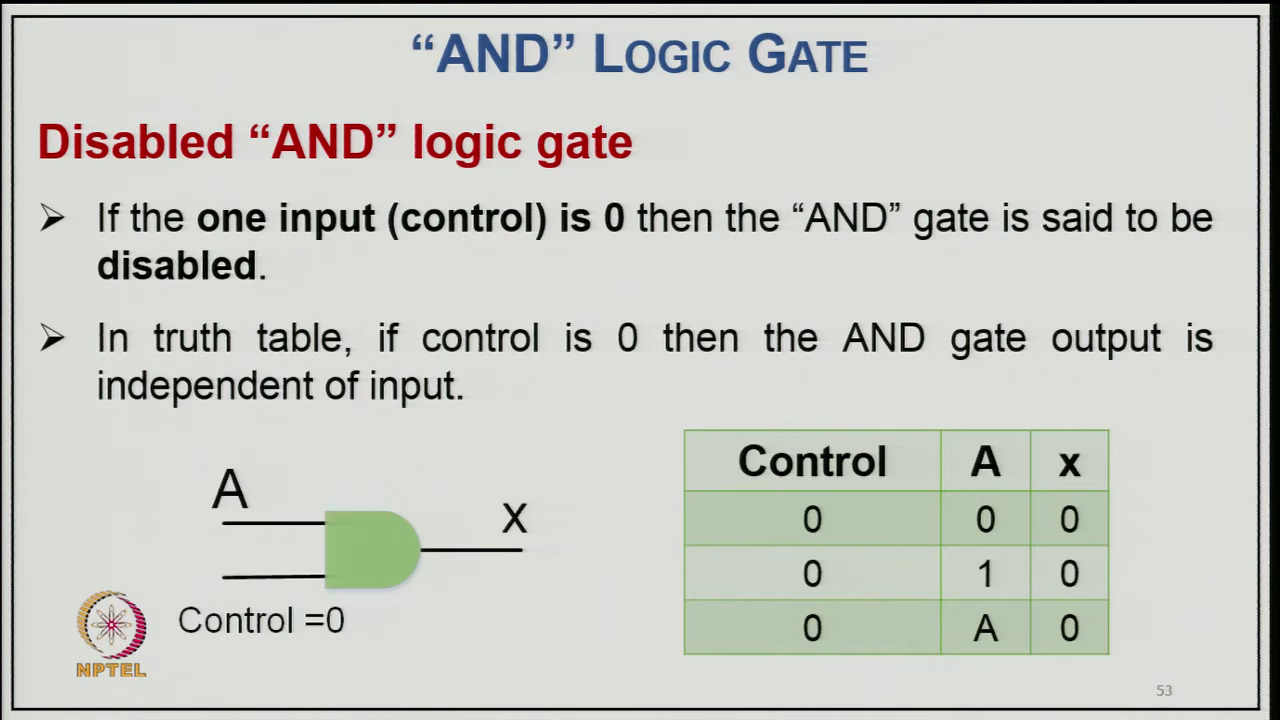 “AND” LOGIC GATE
Disabled “AND” logic gate
➢ If the one input (control) is 0 then the “AND” gate is said to be
disabled.
➢ In truth table, if control is 0 then the AND gate output is
independent of input.
A
x
Control =0
Control A x
0 0 0
0 1 0
0 A 0
NPTEL
53